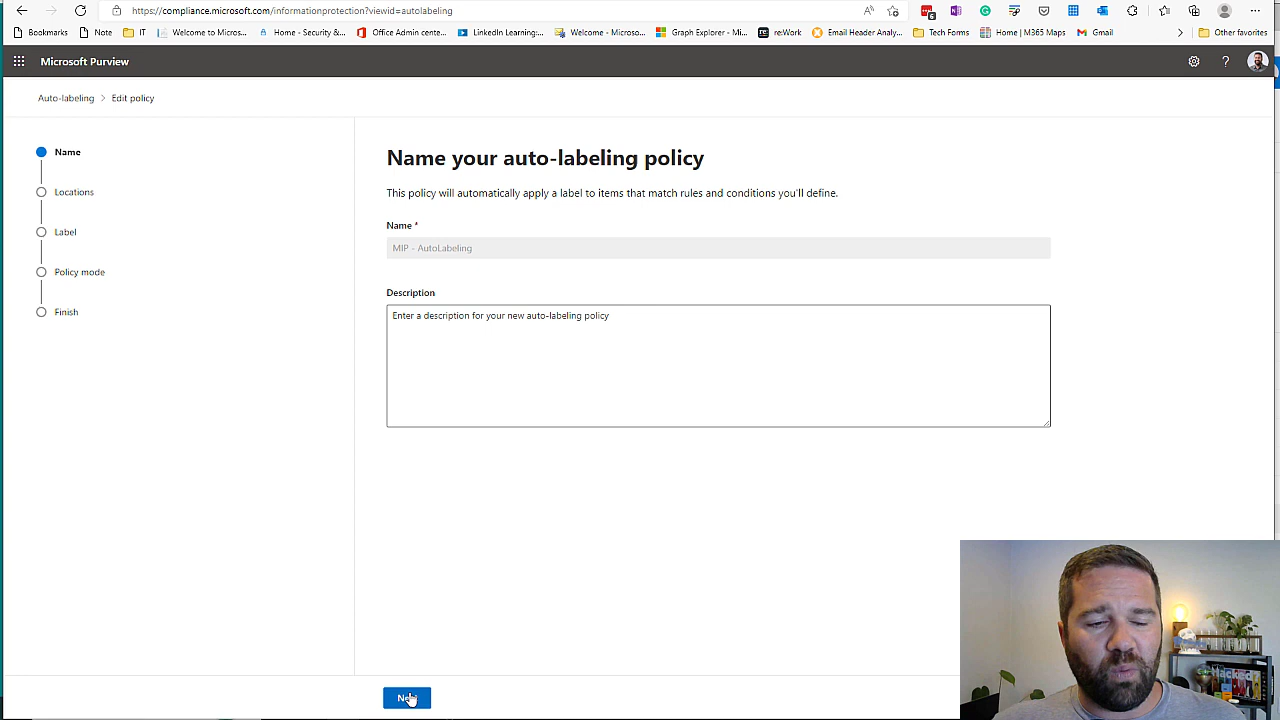 https://compliance.microsoft.com/informationprotection?viewid=autolabeling
A
6
Bookmarks
Note
IT
Welcome to Micros...
Home - Security &...
Office Admin cente...
LinkedIn Learning:...
Welcome - Microso...
Graph Explorer - Mi...
re:Work
Email Header Analy...
Tech Forms
Home | M365 Maps
Gmail
Other favorites
Microsoft Purview
?
Auto-labeling > Edit policy
Name
Locations
Label
Policy mode
Finish
Name your auto-labeling policy
This policy will automatically apply a label to items that match rules and conditions you'll define.
Name *
MIP - AutoLabeling
Description
Enter a description for your new auto-labeling policy
Hacked